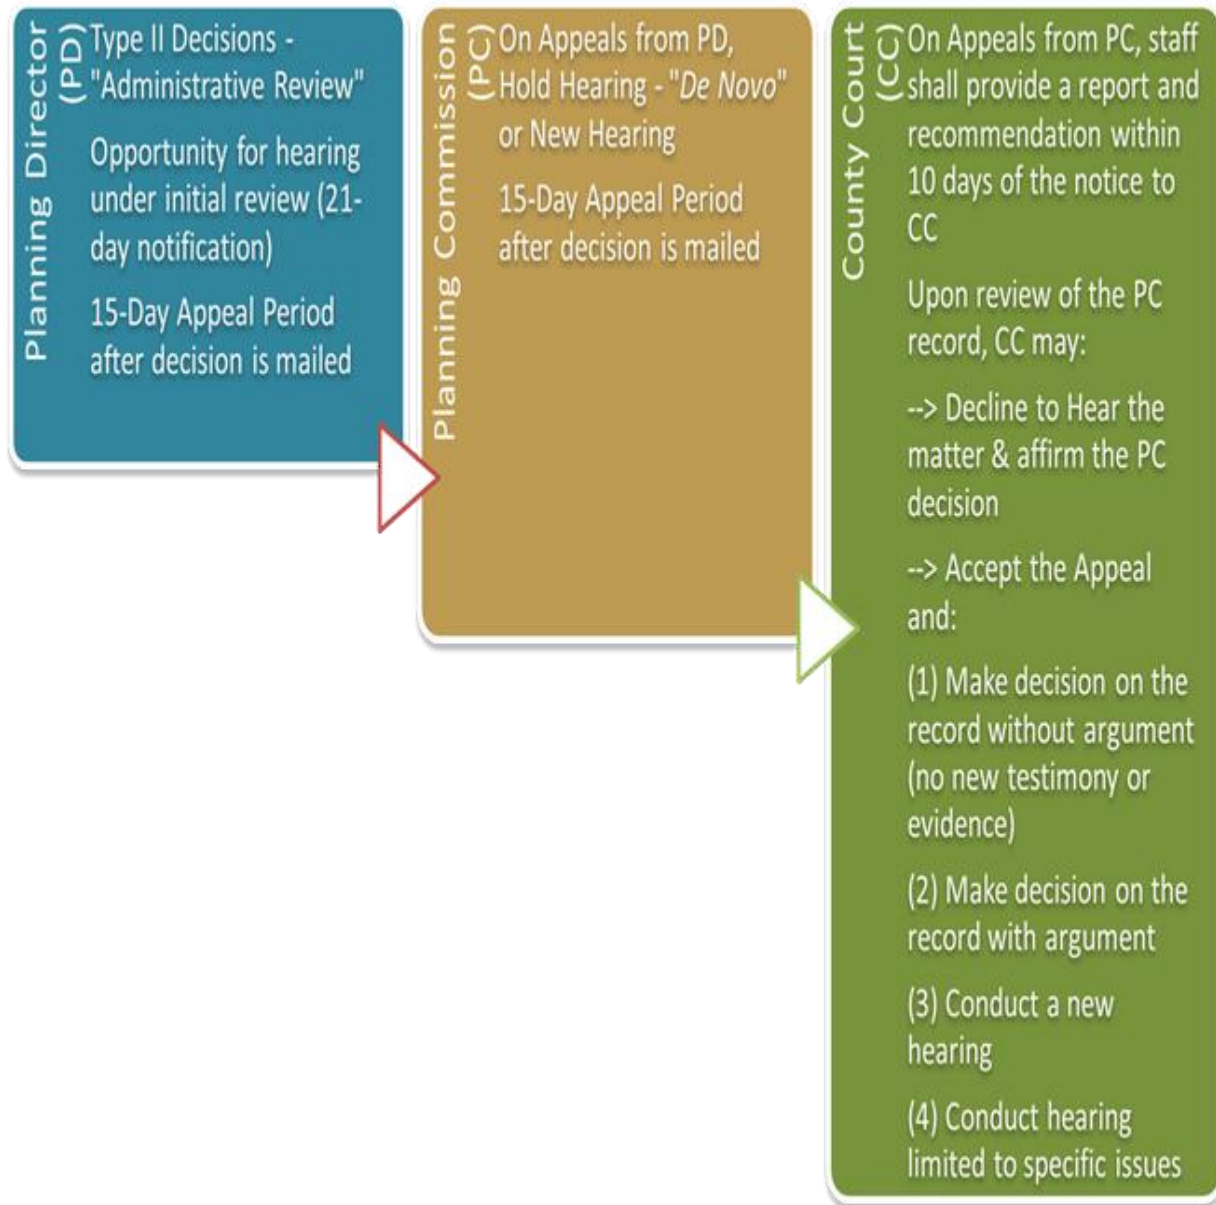 Planning Director
(PD)
Type II Decisions -
"Administrative Review"
Opportunity for hearing
under initial review (21-
day notification)
15-Day Appeal Period
after decision is mailed
Planning Commission
(PC)
On Appeals from PD,
Hold Hearing - "De Novo"
or New Hearing
15-Day Appeal Period
after decision is mailed
County Court
(CC)
On Appeals from PC, staff
shall provide a report and
recommendation within
10 days of the notice to
CC
Upon review of the PC
record, CC may:
--> Decline to Hear the
matter & affirm the PC
decision
--> Accept the Appeal
and:
(1) Make decision on the
record without argument
(no new testimony or
evidence)
(2) Make decision on the
record with argument
(3) Conduct a new
hearing
(4) Conduct hearing
limited to specific issues